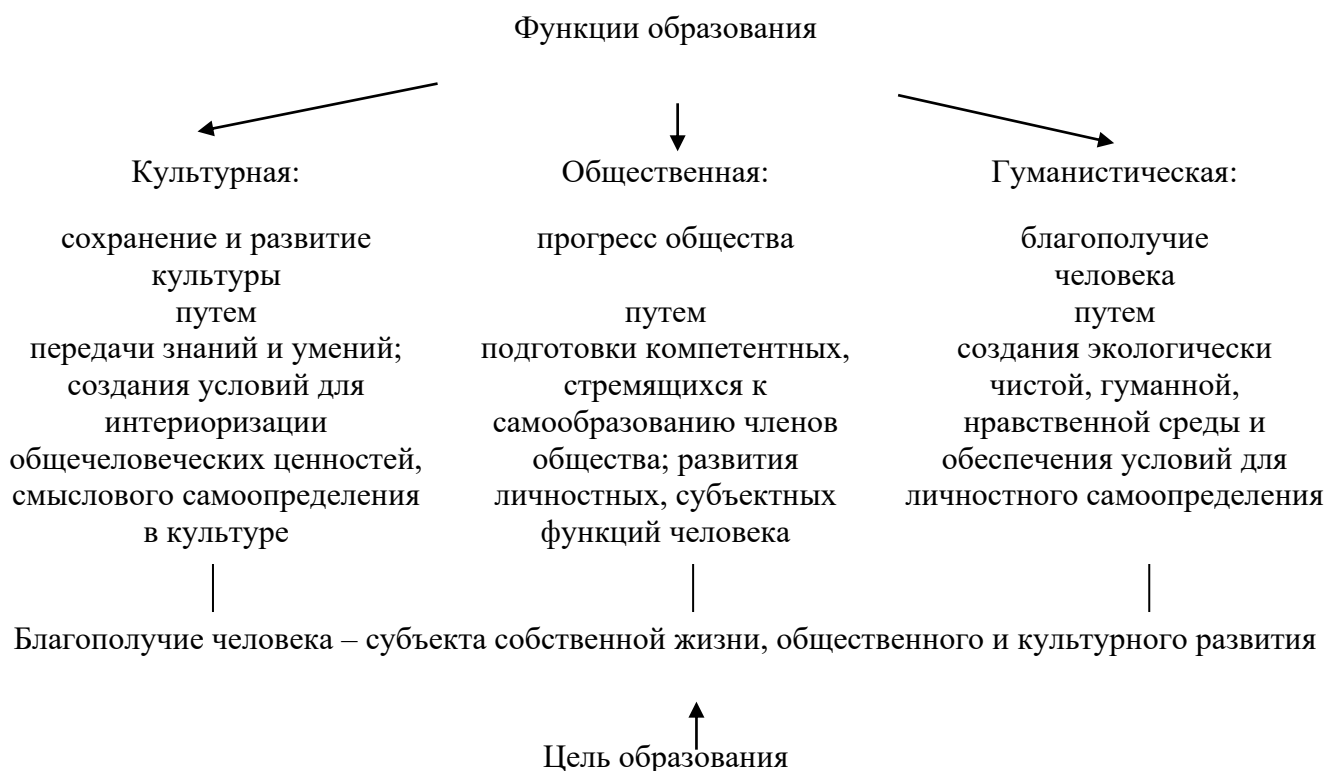 Функции образования
Культурная:
сохранение и развитие
культуры
путем
передачи знаний и умений;
создания условий для
интериоризации
общечеловеческих ценностей,
смыслового самоопределения
в культуре
Общественная:
прогресс общества
путем
подготовки компетентных,
стремящихся к
самообразованию членов
общества; развития
личностных, субъектных
функций человека
Гуманистическая:
благополучие
человека
путем
создания экологически
чистой, гуманной,
нравственной среды и
обеспечения условий для
личностного самоопределения
Благополучие человека – субъекта собственной жизни, общественного и культурного развития
Цель образования